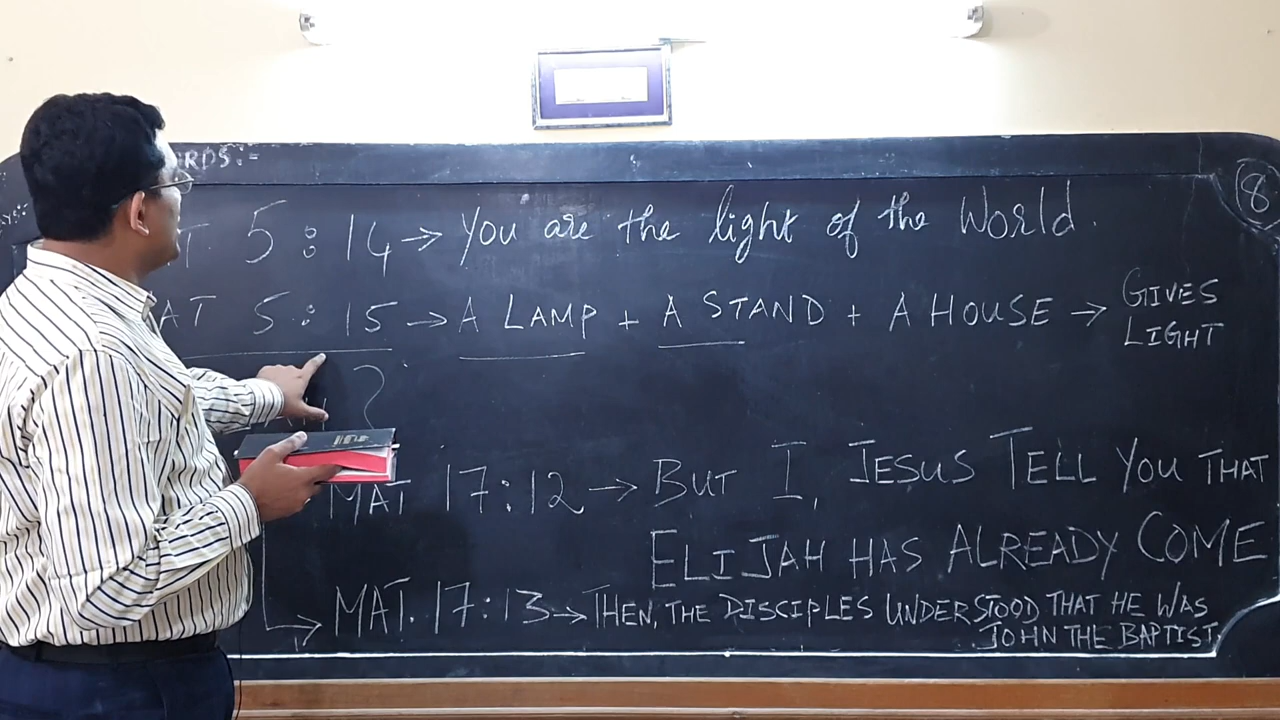 RDS:-
8
T 5:14 → You are the light of the World.
AT 5:15 → A LAMP + A STAND + A HOUSE → GIVES LIGHT
?
MAT 17:12 → BUT I, JESUS TELL YOU THAT
ELIJAH HAS ALREADY COME
MAT. 17:13 → THEN, THE DISCIPLES UNDERSTOOD THAT HE WAS
JOHN THE BAPTIST.